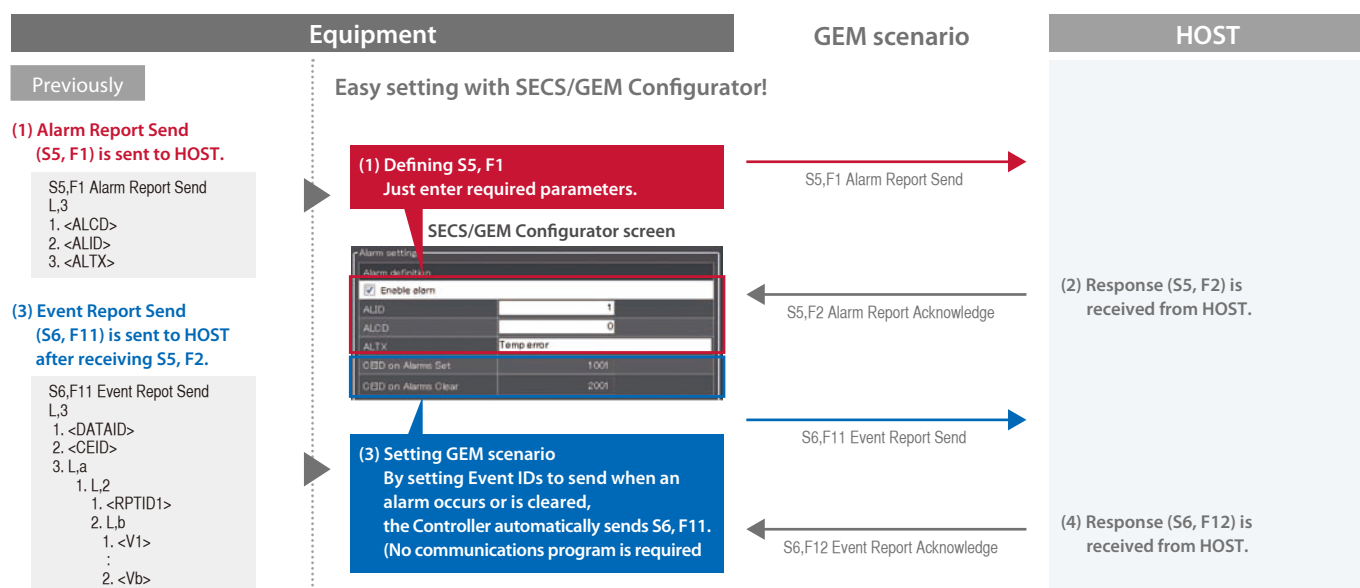 Equipment
GEM scenario
HOST
Previously
Easy setting with SECS/GEM Configurator!
(1) Alarm Report Send
(S5, F1) is sent to HOST.
S5,F1 Alarm Report Send
L,3
1. <ALCD>
2. <ALID>
3. <ALTX>
(3) Event Report Send
(S6, F11) is sent to HOST
after receiving S5, F2.
S6,F11 Event Repot Send
L,3
1. <DATAID>
2. <CEID>
3. L,a
1. L,2
1. <RPTID1>
2. L,b
1. <V1>
:
2. <Vb>
(1) Defining S5, F1
Just enter required parameters.
SECS/GEM Configurator screen
Alarm setting
Alarm definition
Enable alarm
ALID 1
ALCD 0
ALTX Temp error
CEID on Alarms Set 1001
CEID on Alarms Clear 2001
(3) Setting GEM scenario
By setting Event IDs to send when an
alarm occurs or is cleared,
the Controller automatically sends S6, F11.
(No communications program is required
S5,F1 Alarm Report Send
S5,F2 Alarm Report Acknowledge
S6,F11 Event Report Send
S6,F12 Event Report Acknowledge
(2) Response (S5, F2) is
received from HOST.
(4) Response (S6, F12) is
received from HOST.